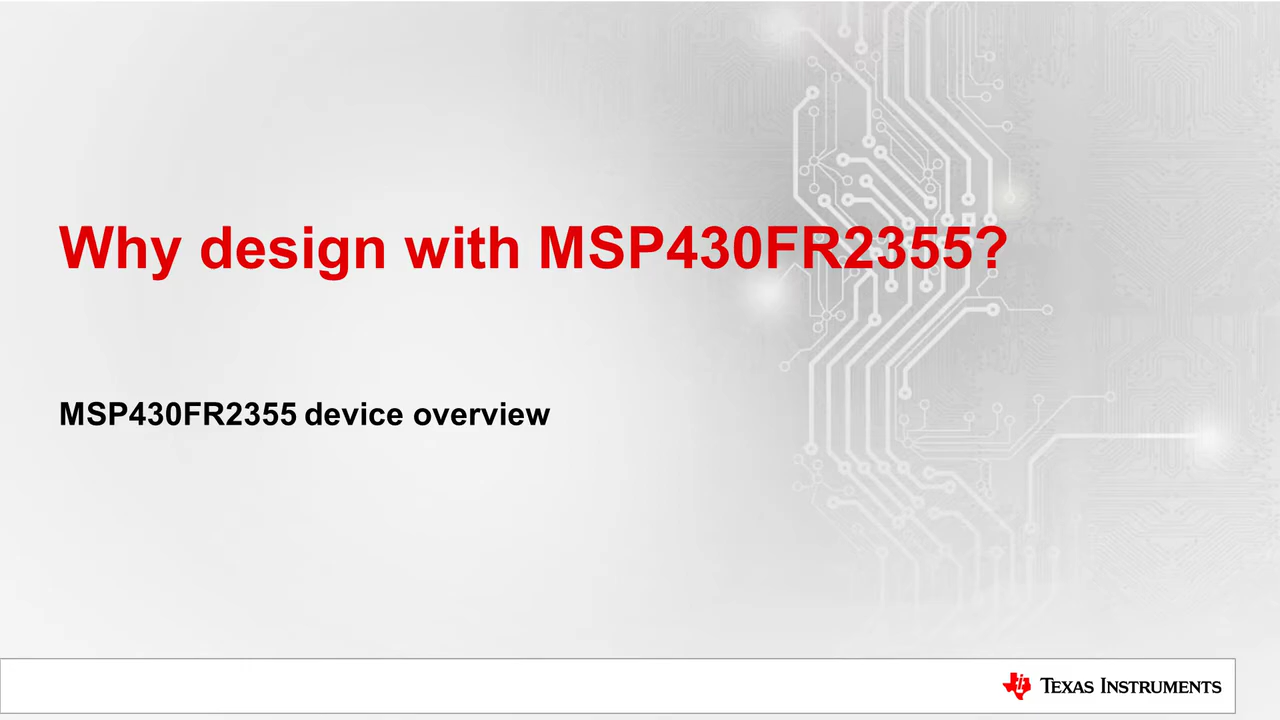 Why design with MSP430FR2355?
MSP430FR2355 device overview
TEXAS INSTRUMENTS